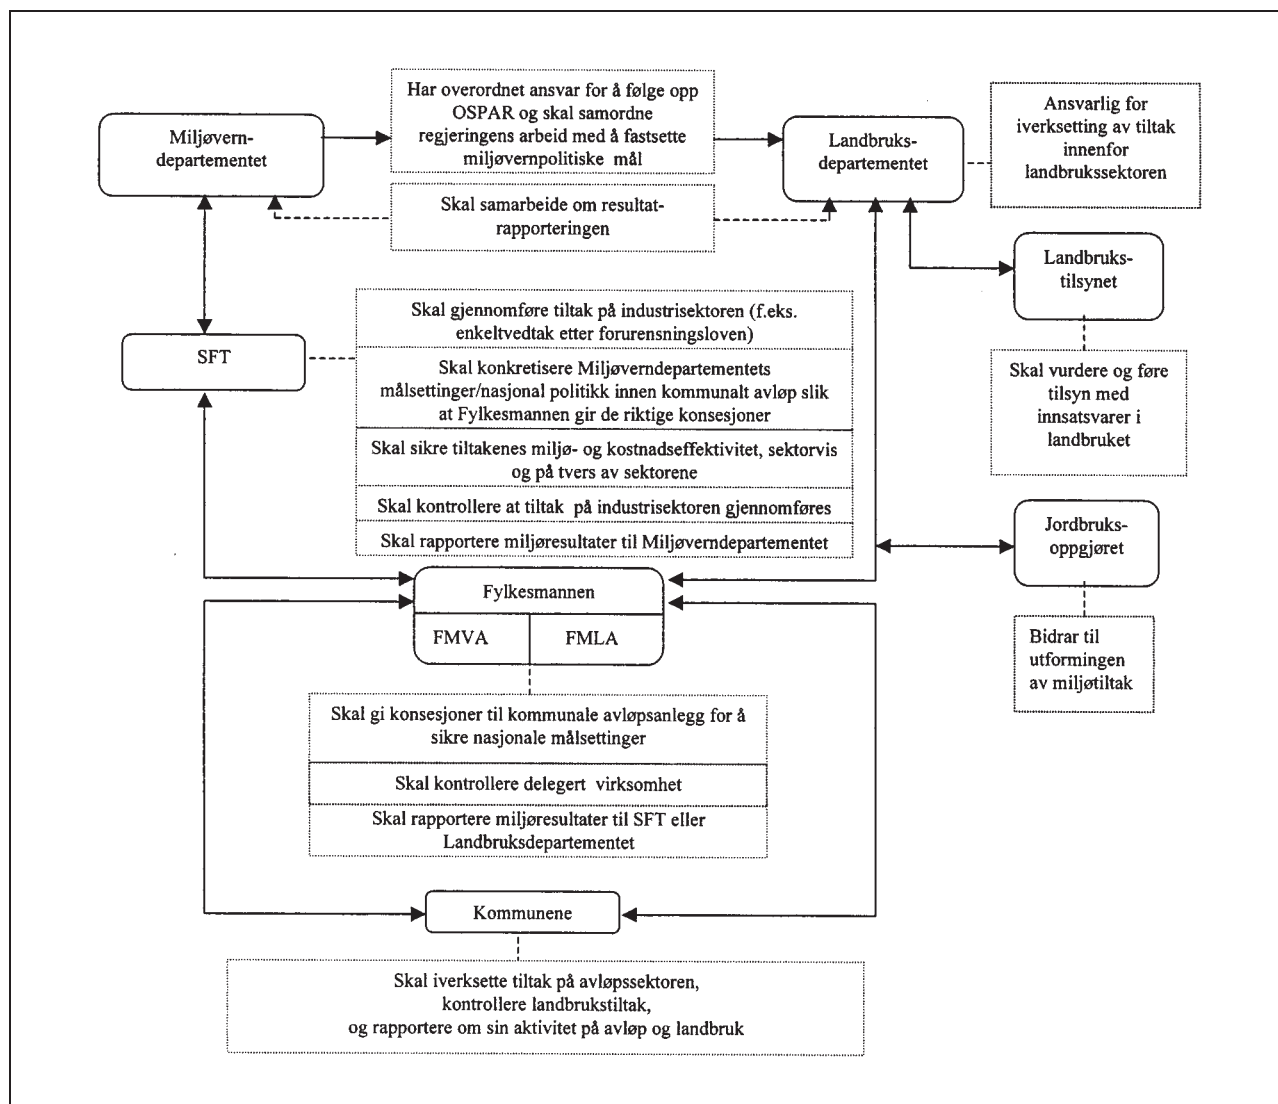 Har overordnet ansvar for å følge opp
OSPAR og skal samordne
regjeringens arbeid med å fastsette
miljøvernpolitiske mål
Miljøvern-
departementet
Landbruks-
departementet
Ansvarlig for
iverksetting av tiltak
innenfor
landbrukssektoren
Skal samarbeide om resultat-
rapporteringen
Landbruks-
tilsynet
Skal gjennomføre tiltak på industrisektoren (f.eks.
enkeltvedtak etter forurensningsloven)
SFT
Skal konkretisere Miljøverndepartementets
målsettinger/nasjonal politikk innen kommunalt avløp slik
at Fylkesmannen gir de riktige konsesjoner
Skal vurdere og føre
tilsyn med
innsatsvarer i
landbruket
Skal sikre tiltakenes miljø- og kostnadseffektivitet, sektorvis
og på tvers av sektorene
Skal kontrollere at tiltak på industrisektoren gjennomføres
Skal rapportere miljøresultater til Miljøverndepartementet
Jordbruks-
oppgjøret
Fylkesmannen
FMVA
FMLA
Bidrar til
utformingen
av miljøtiltak
Skal gi konsesjoner til kommunale avløpsanlegg for å
sikre nasjonale målsettinger
Skal kontrollere delegert virksomhet
Skal rapportere miljøresultater til SFT eller
Landbruksdepartementet
Kommunene
Skal iverksette tiltak på avløpssektoren,
kontrollere landbrukstiltak,
og rapportere om sin aktivitet på avløp og landbruk